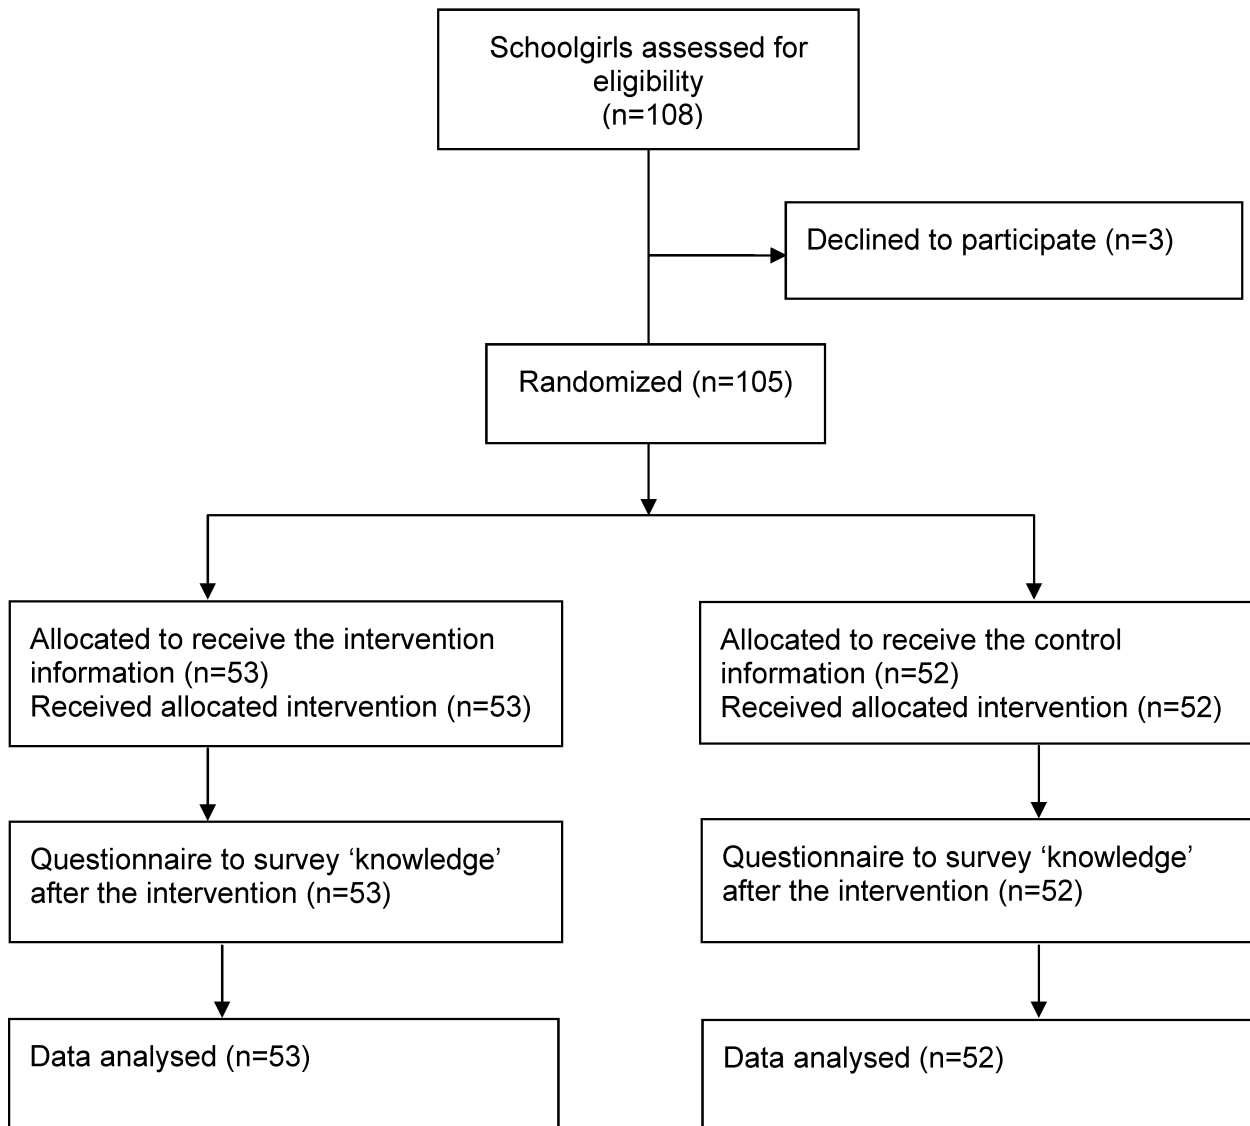 Schoolgirls assessed for
eligibility
(n=108)
Declined to participate (n=3)
Randomized (n=105)
Allocated to receive the intervention
information (n=53)
Received allocated intervention (n=53)
Allocated to receive the control
information (n=52)
Received allocated intervention (n=52)
Questionnaire to survey ‘knowledge’
after the intervention (n=53)
Questionnaire to survey ‘knowledge’
after the intervention (n=52)
Data analysed (n=53)
Data analysed (n=52)